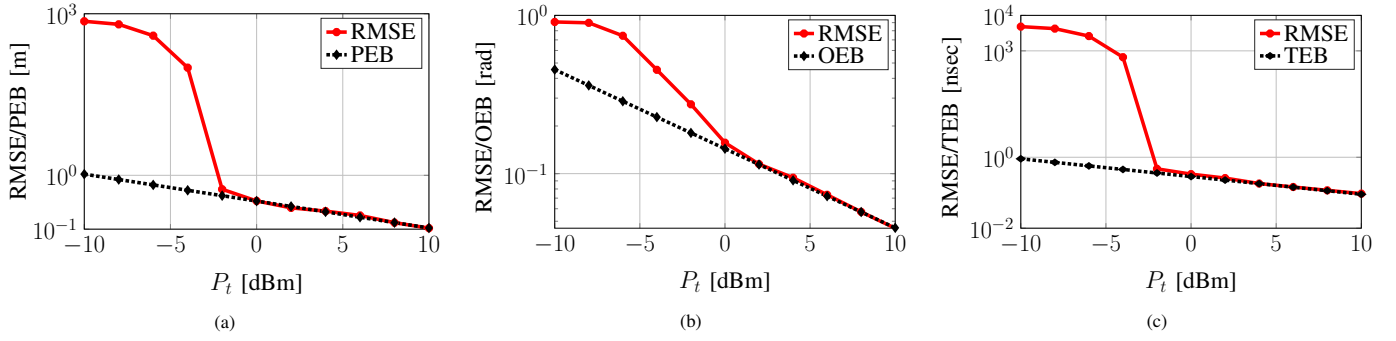 RMSE/PEB [m]
10^3
10^0
10^-1
RMSE
PEB
−10
−5
0
5
10
P_t [dBm]
(a)
RMSE/OEB [rad]
10^0
10^-1
RMSE
OEB
−10
−5
0
5
10
P_t [dBm]
(b)
RMSE/TEB [nsec]
10^4
10^3
10^0
10^-2
RMSE
TEB
−10
−5
0
5
10
P_t [dBm]
(c)